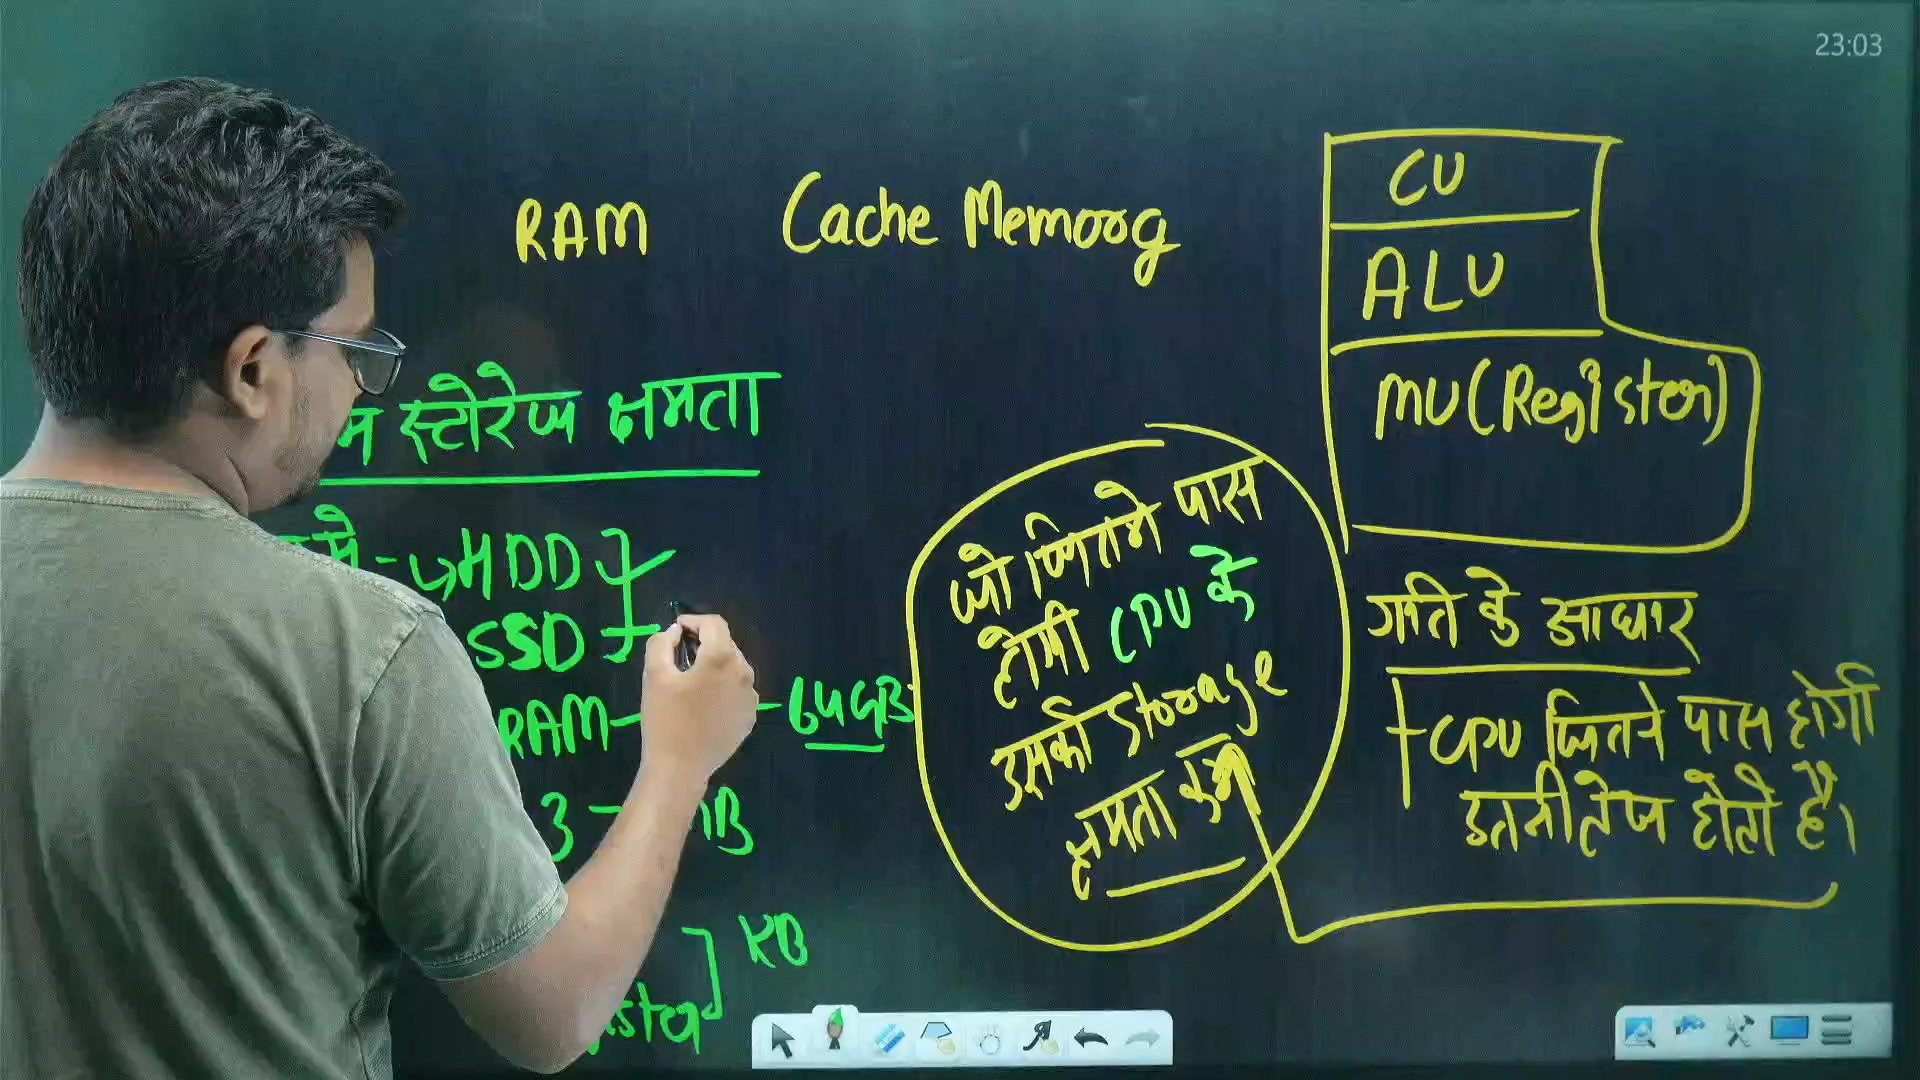 23:03
RAM
Cache Memory
CU
ALU
MU (Register)
स्टोरेज क्षमता
HDD
SSD
RAM - 64GB
3 -
KB
जो जितने पास
होगी CPU के
उसकी Storage
क्षमता कम
गति के आधार
CPU जितने पास होगी
उतनी तेज होती है।